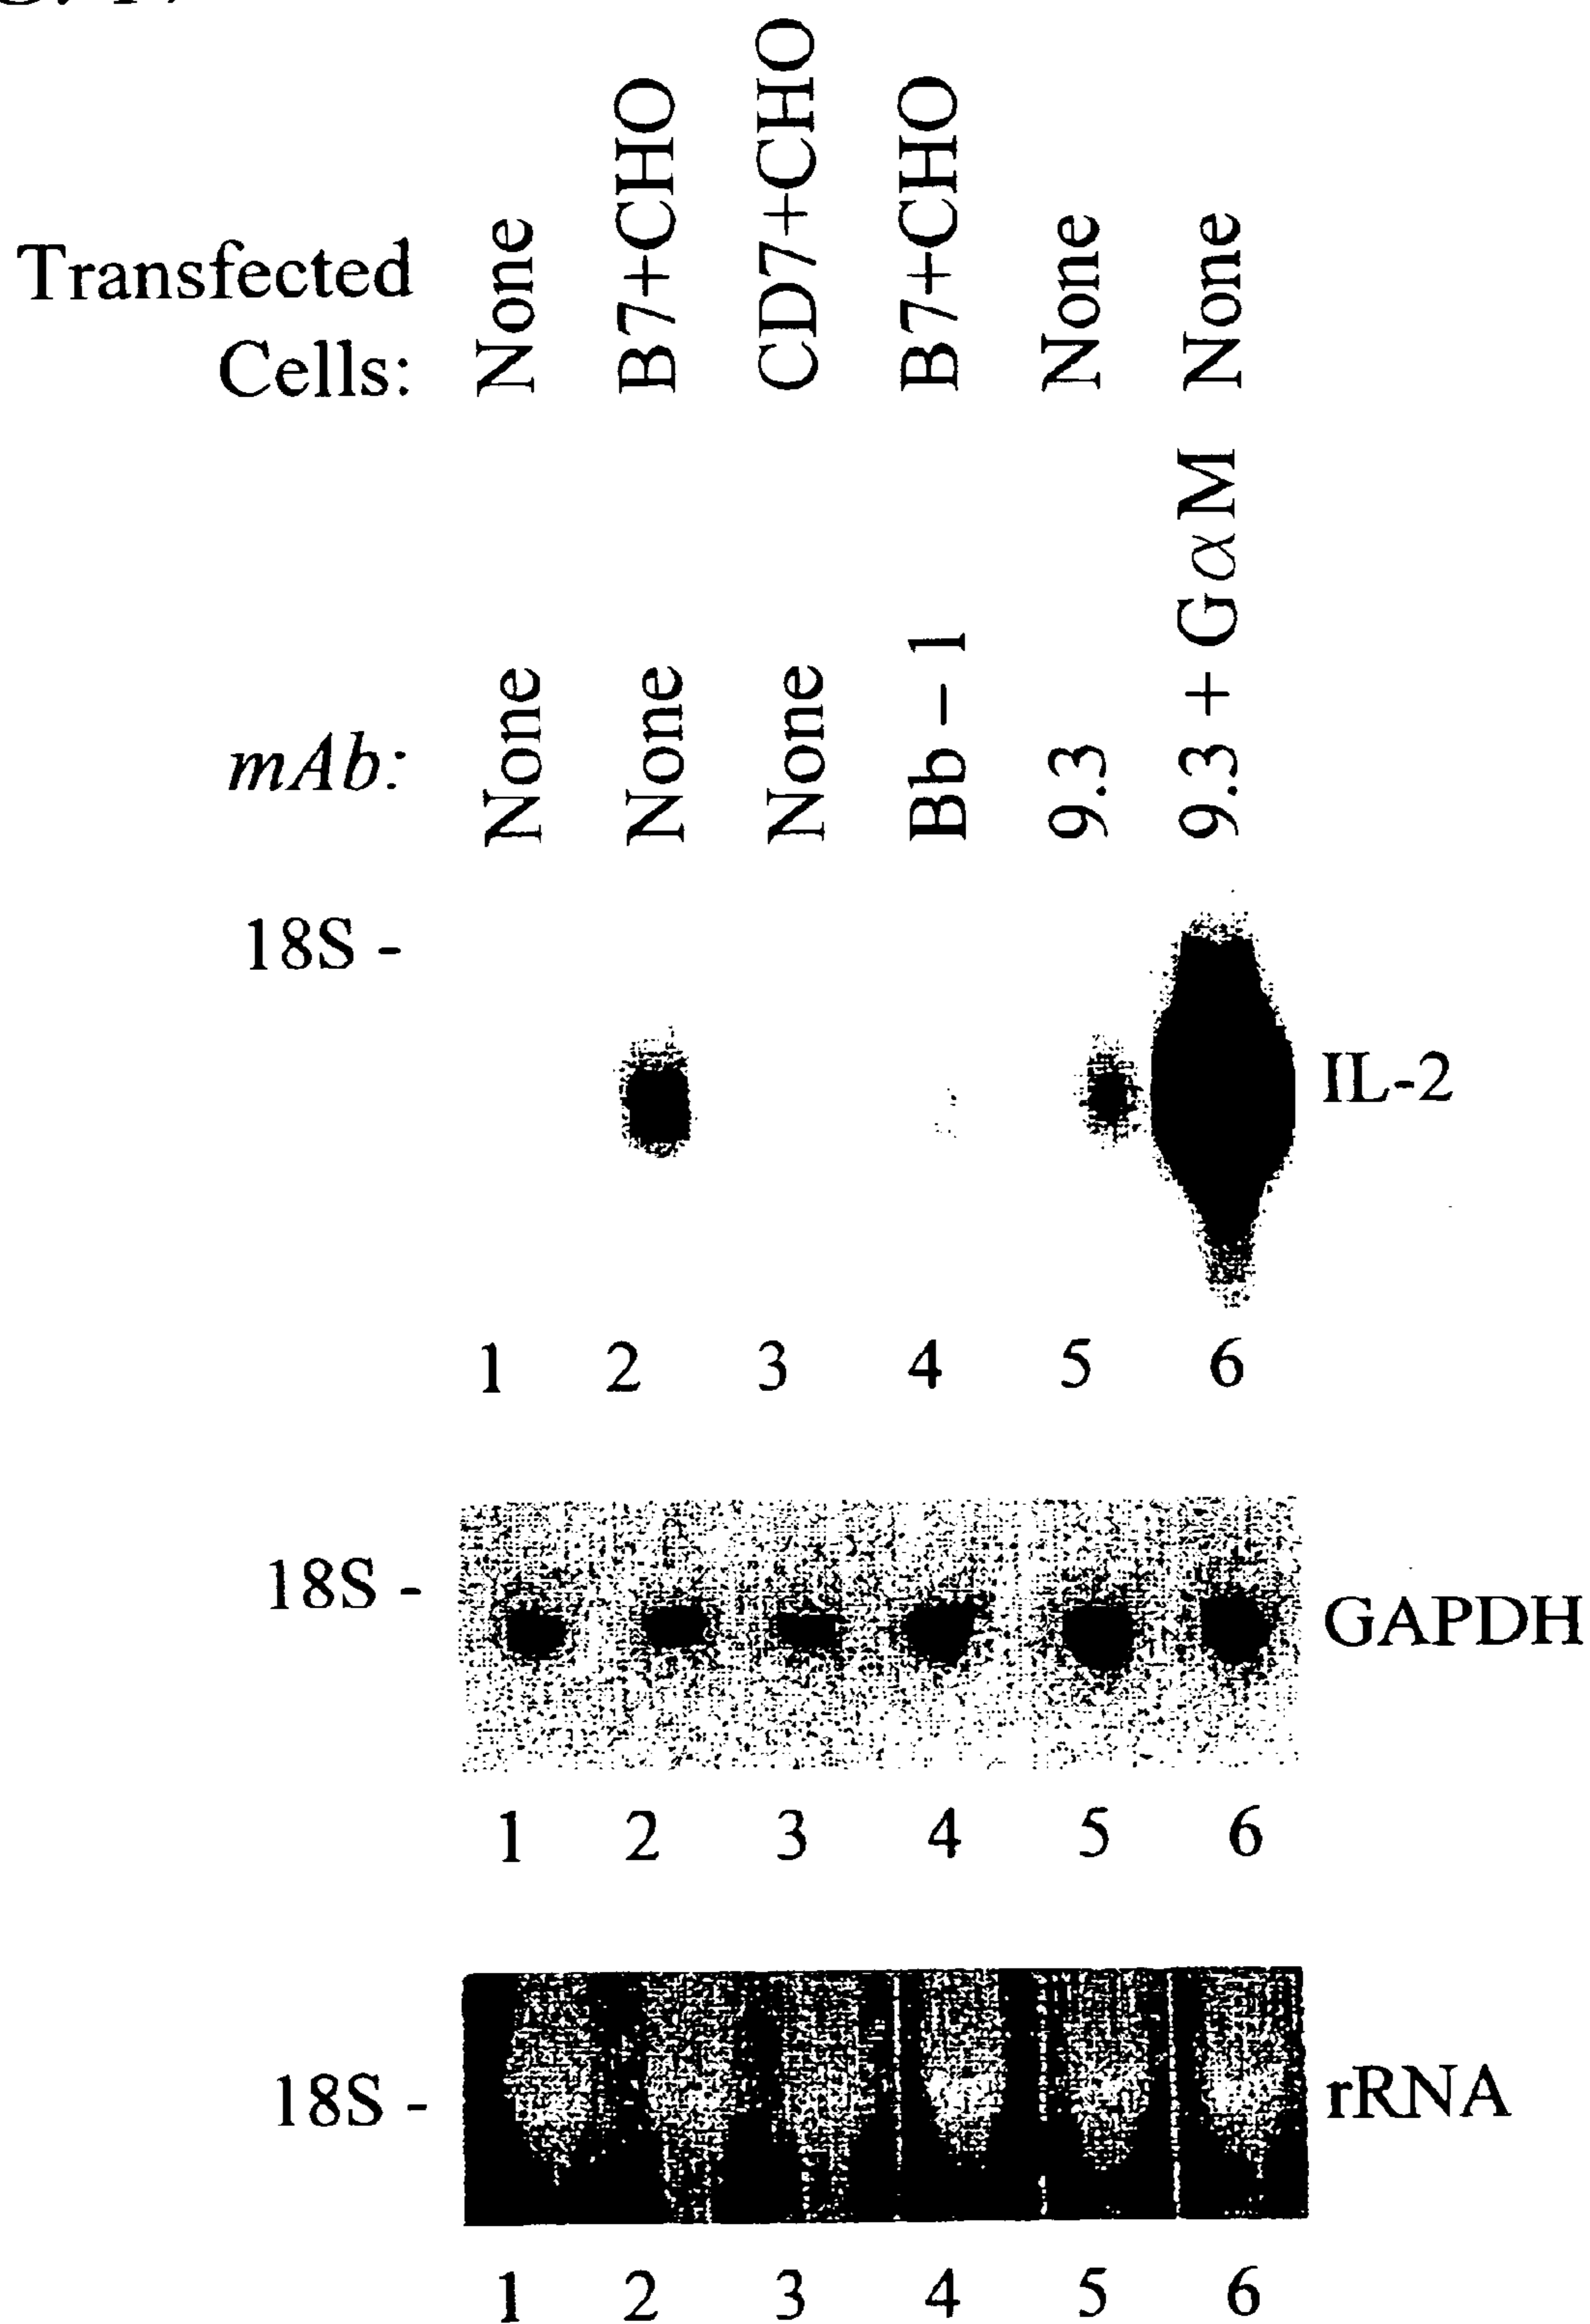 Transfected
Cells:
None
B7+CHO
CD7+CHO
B7+CHO
None
None
mAb:
None
None
None
Bb – 1
9.3
9.3 + GαM
18S -
IL-2
1 2 3 4 5 6
18S -
GAPDH
1 2 3 4 5 6
18S -
rRNA
1 2 3 4 5 6